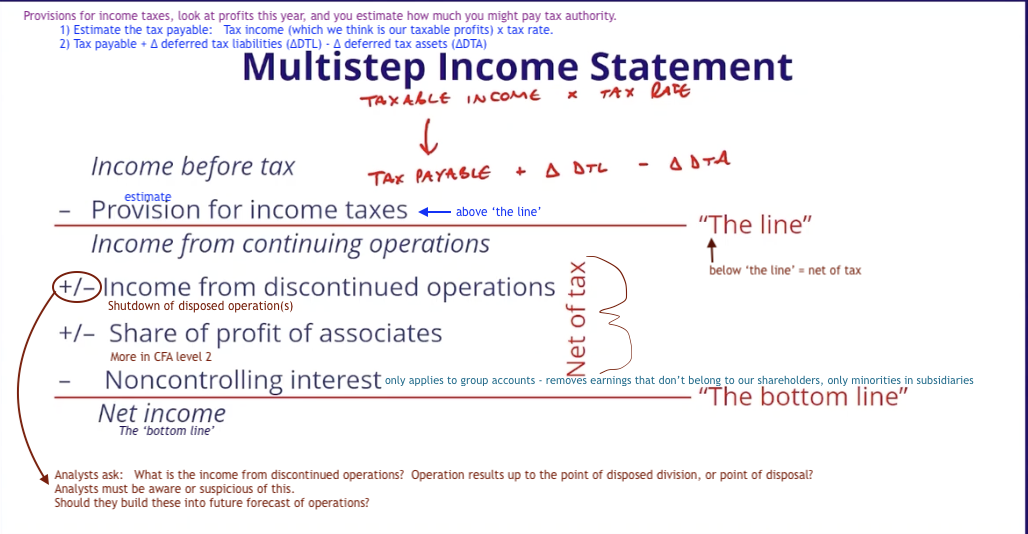 Provisions for income taxes, look at profits this year, and you estimate how much you might pay tax authority.
1) Estimate the tax payable:   Tax income (which we think is our taxable profits) x tax rate.
2) Tax payable + Δ deferred tax liabilities (ΔDTL) - Δ deferred tax assets (ΔDTA)
Multistep Income Statement
TAXABLE INCOME × TAX RATE
Income before tax
TAX PAYABLE + Δ DTL - Δ DTA
estimate
– Provision for income taxes
above ‘the line’
“The line”
Income from continuing operations
below ‘the line’ = net of tax
+/– Income from discontinued operations
Shutdown of disposed operation(s)
Net of tax
+/– Share of profit of associates
More in CFA level 2
– Noncontrolling interest
only applies to group accounts - removes earnings that don’t belong to our shareholders, only minorities in subsidiaries
“The bottom line”
Net income
The ‘bottom line’
Analysts ask:   What is the income from discontinued operations?  Operation results up to the point of disposed division, or point of disposal?
Analysts must be aware or suspicious of this.
Should they build these into future forecast of operations?